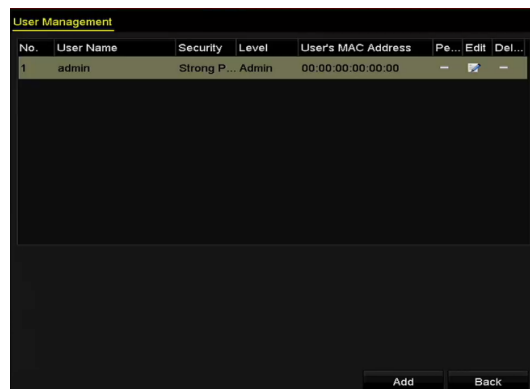 User Management
No. User Name Security Level User's MAC Address Pe... Edit Del...
1 admin Strong P... Admin 00:00:00:00:00:00 — —
Add Back